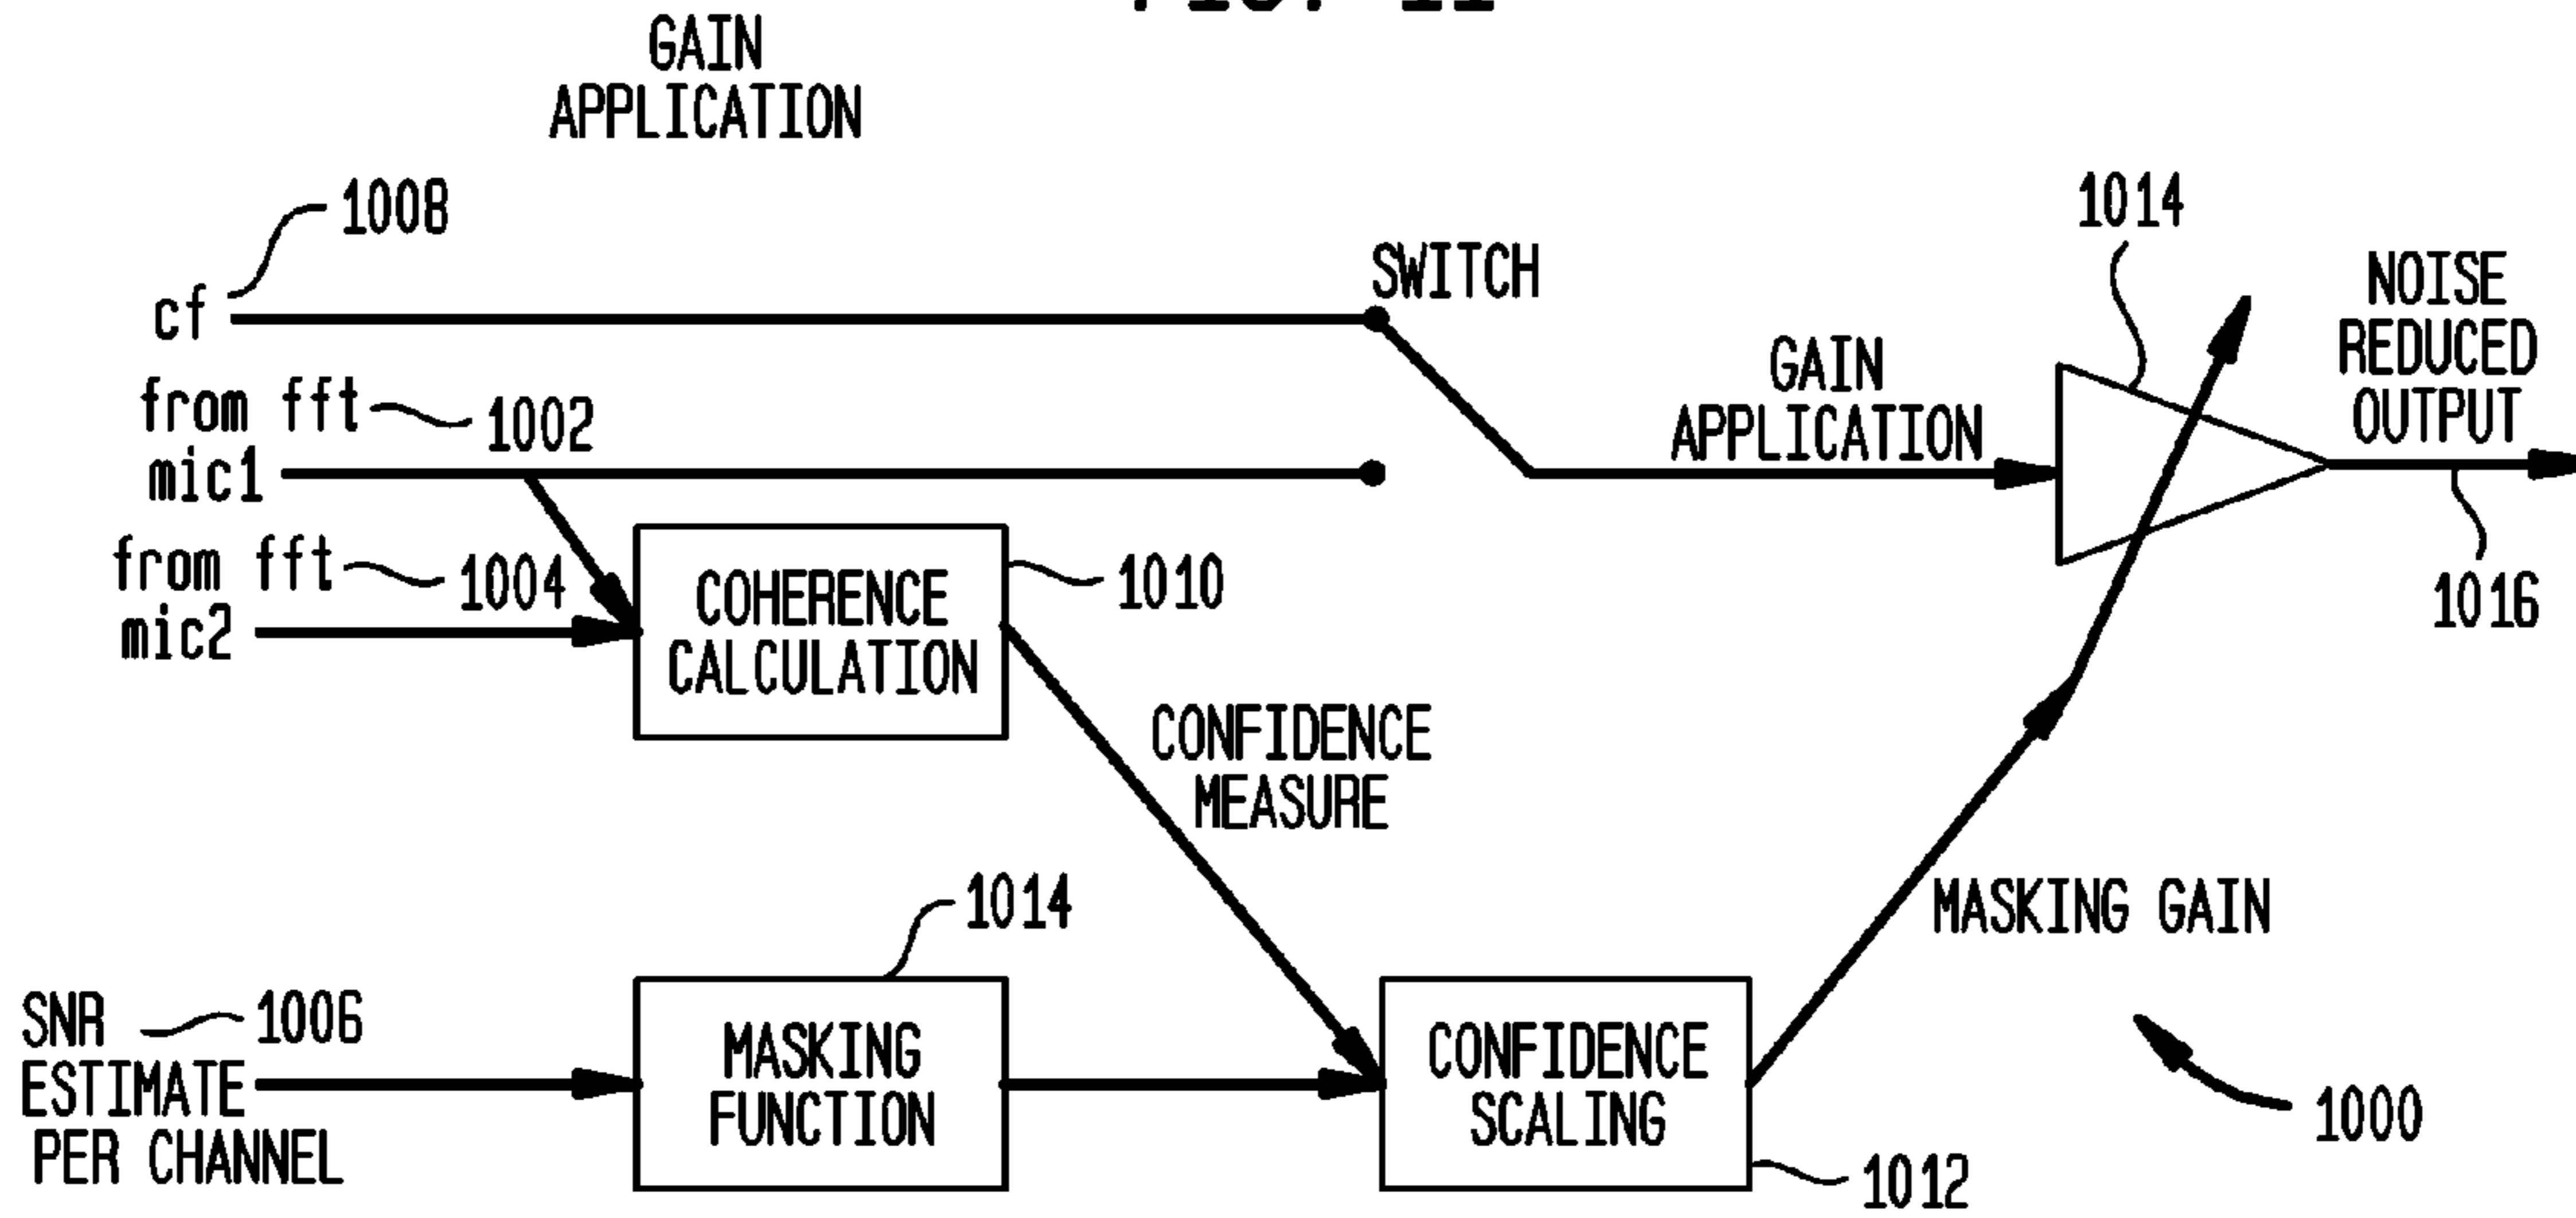 GAIN
APPLICATION
1008
cf
SWITCH
1014
NOISE
REDUCED
OUTPUT
from fft
1002
mic1
GAIN
APPLICATION
from fft
1004
mic2
COHERENCE
CALCULATION
1010
1016
CONFIDENCE
MEASURE
1014
MASKING GAIN
SNR
1006
ESTIMATE
PER CHANNEL
MASKING
FUNCTION
CONFIDENCE
SCALING
1012
1000